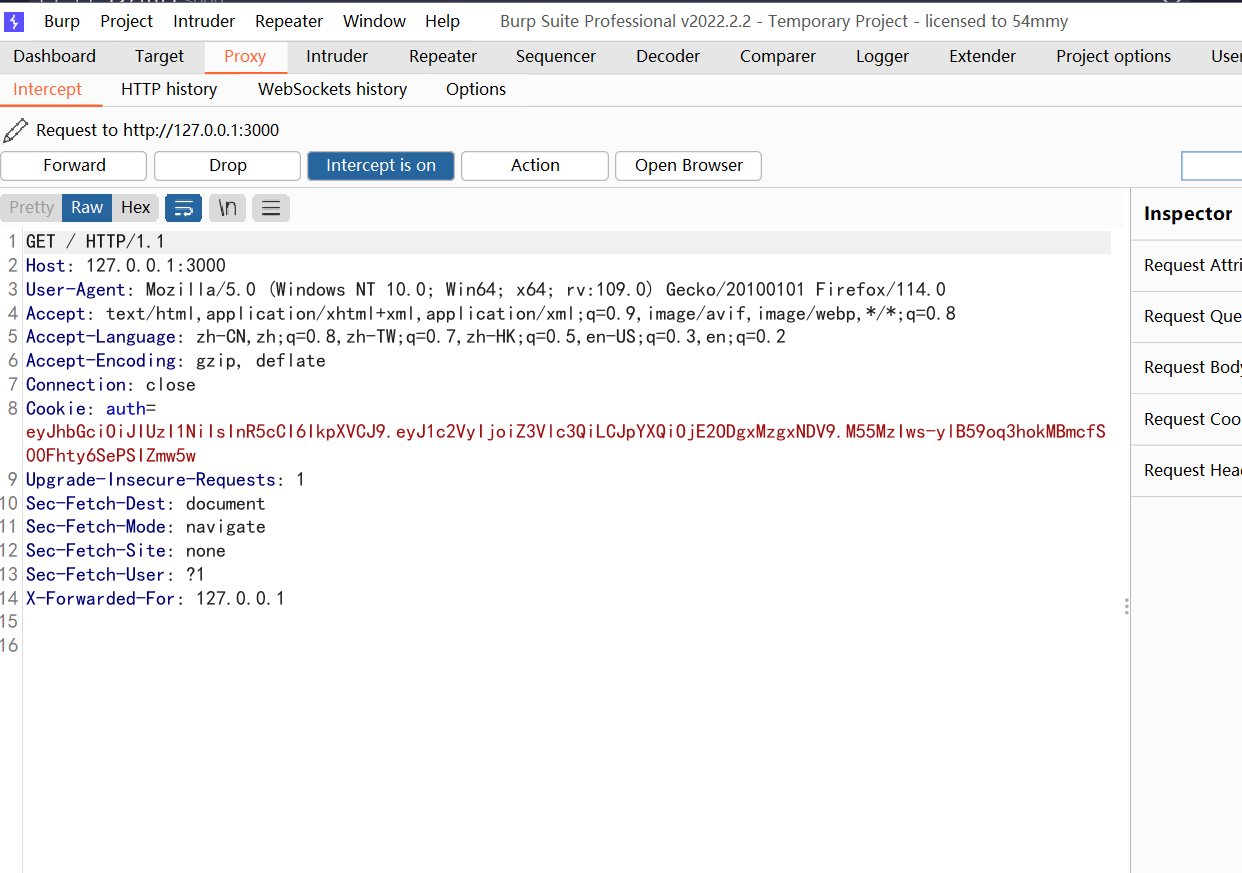 Burp Project Intruder Repeater Window Help Burp Suite Professional v2022.2.2 - Temporary Project - licensed to 54mmy
Dashboard Target Proxy Intruder Repeater Sequencer Decoder Comparer Logger Extender Project options User
Intercept HTTP history WebSockets history Options
Request to http://127.0.0.1:3000
Forward Drop Intercept is on Action Open Browser
Pretty Raw Hex \n
Inspector
1 GET / HTTP/1.1
2 Host: 127.0.0.1:3000
Request Attri
3 User-Agent: Mozilla/5.0 (Windows NT 10.0; Win64; x64; rv:109.0) Gecko/20100101 Firefox/114.0
4 Accept: text/html,application/xhtml+xml,application/xml;q=0.9,image/avif,image/webp,*/*;q=0.8
Request Que
5 Accept-Language: zh-CN,zh;q=0.8,zh-TW;q=0.7,zh-HK;q=0.5,en-US;q=0.3,en;q=0.2
6 Accept-Encoding: gzip, deflate
Request Body
7 Connection: close
8 Cookie: auth=
Request Coo
eyJhbGciOiJIUzI1NiIsInR5cCI6IkpXVCJ9.eyJ1c2VyIjoiZ3Vlc3QiLCJpYXQiOjE2ODgxMzgxNDV9.M55MzIws-ylB59oq3hokMBmcfS
OOFhty6SePSlZmw5w
Request Head
9 Upgrade-Insecure-Requests: 1
10 Sec-Fetch-Dest: document
11 Sec-Fetch-Mode: navigate
12 Sec-Fetch-Site: none
13 Sec-Fetch-User: ?1
14 X-Forwarded-For: 127.0.0.1
15
16